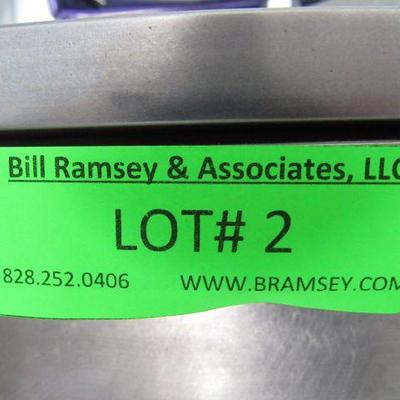 Bill Ramsey & Associates, LLC
LOT# 2
828.252.0406 WWW.BRAMSEY.COM